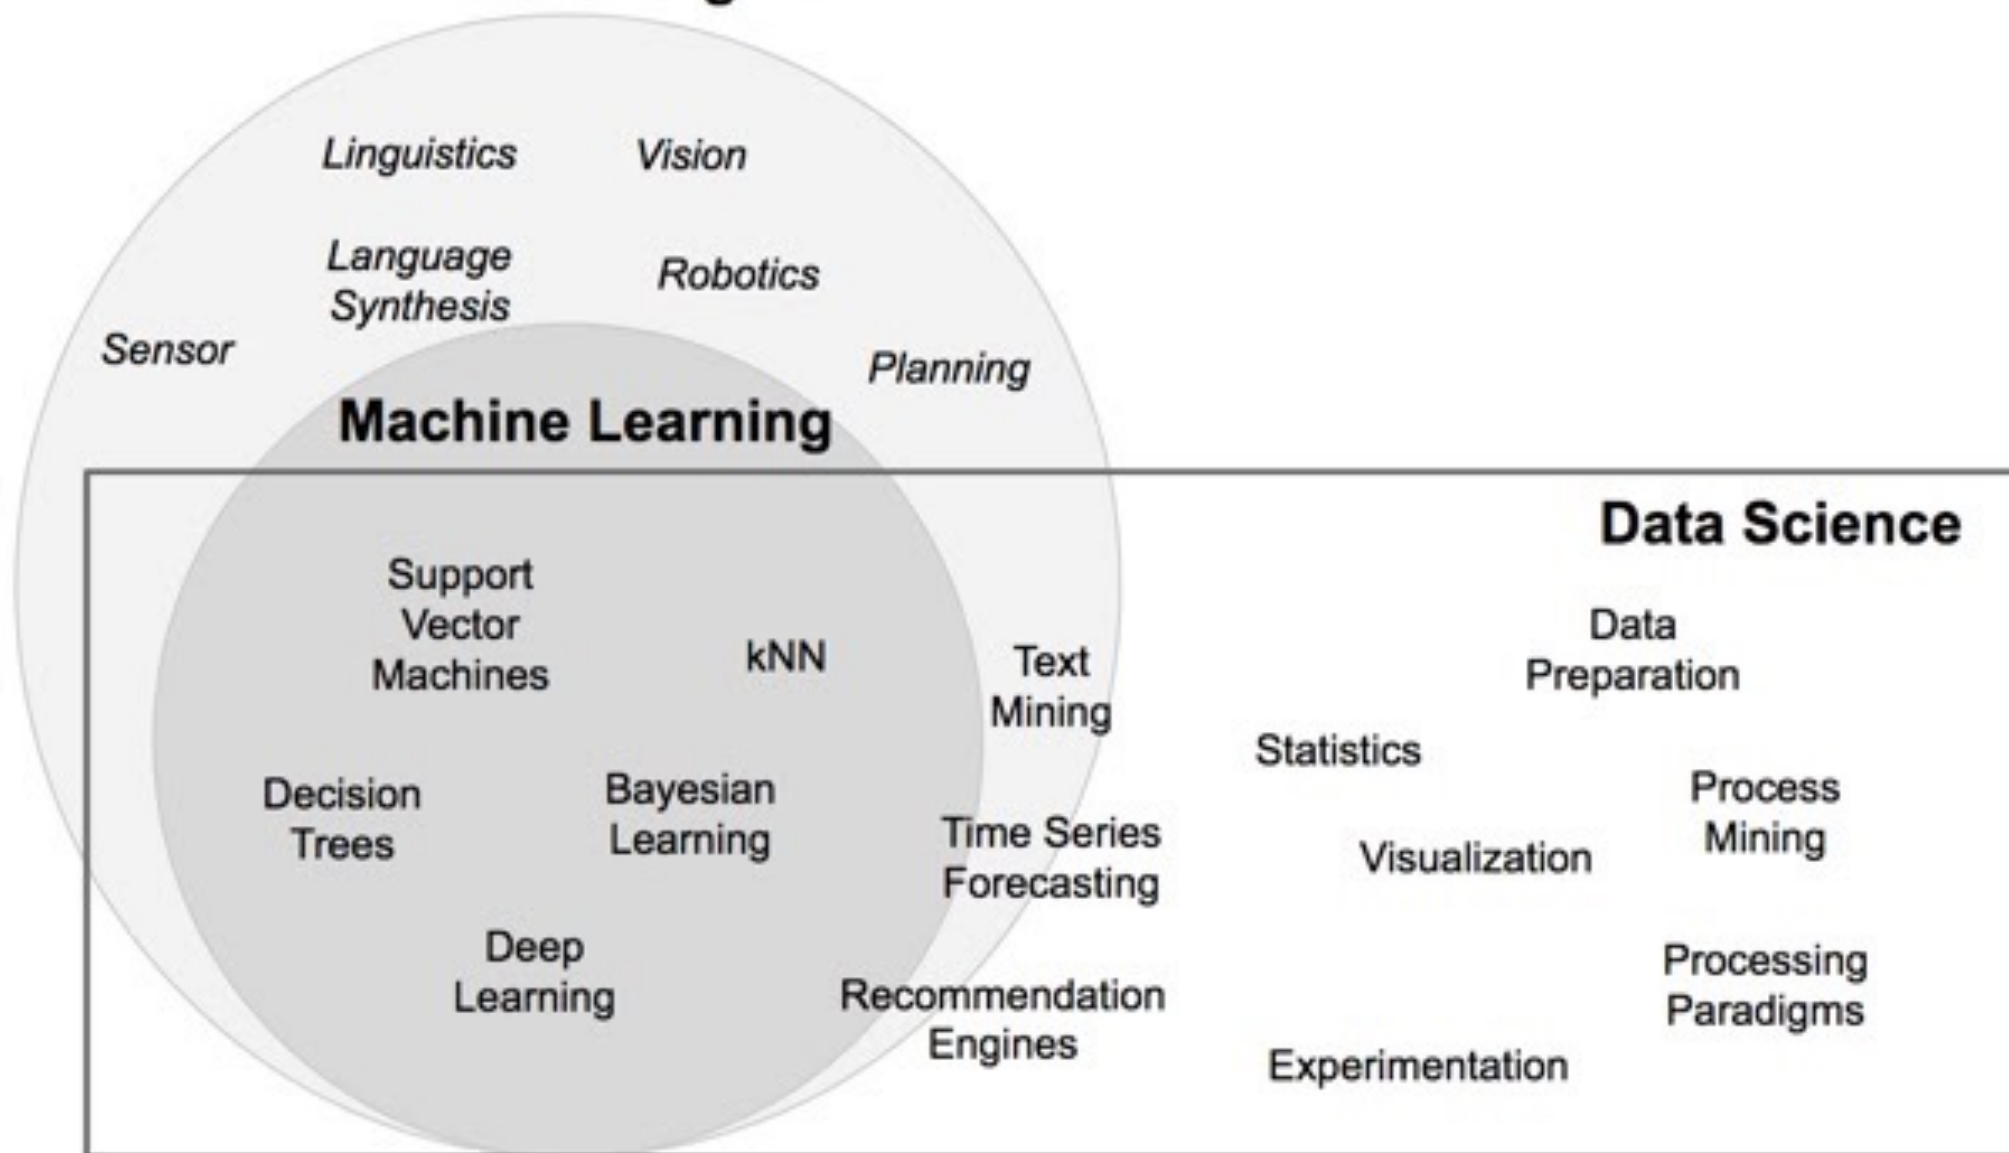 Linguistics
Vision
Language
Synthesis
Robotics
Sensor
Planning
Machine Learning
Data Science
Support
Vector
Machines
kNN
Text
Mining
Data
Preparation
Statistics
Decision
Trees
Bayesian
Learning
Time Series
Forecasting
Visualization
Process
Mining
Deep
Learning
Recommendation
Engines
Processing
Paradigms
Experimentation